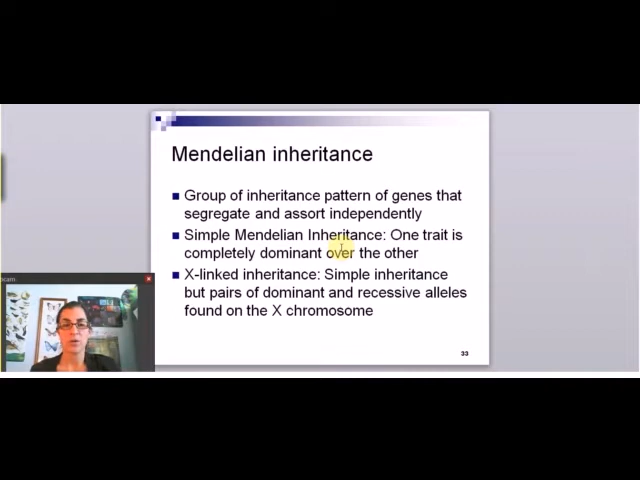 Mendelian inheritance
Group of inheritance pattern of genes that
segregate and assort independently
Simple Mendelian Inheritance: One trait is
completely dominant over the other
X-linked inheritance: Simple inheritance
but pairs of dominant and recessive alleles
found on the X chromosome
33